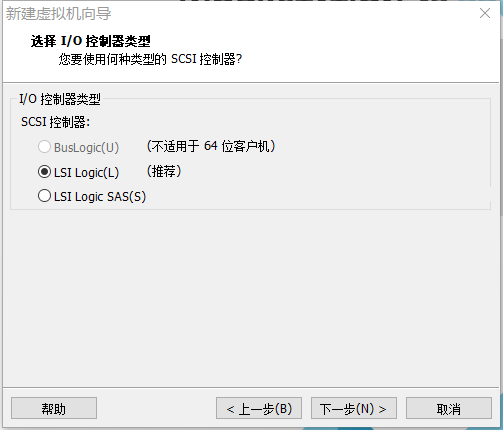 新建虚拟机向导
选择 I/O 控制器类型
您要使用何种类型的 SCSI 控制器?
I/O 控制器类型
SCSI 控制器:
BusLogic(U) （不适用于 64 位客户机）
LSI Logic(L) （推荐）
LSI Logic SAS(S)
帮助 < 上一步(B) 下一步(N) > 取消